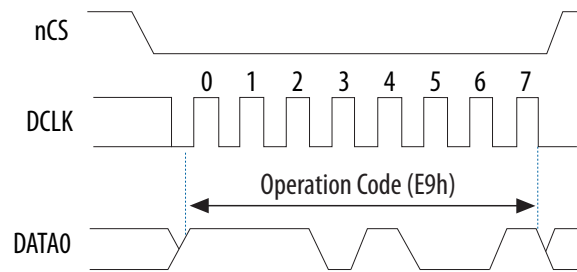 nCS
0 1 2 3 4 5 6 7
DCLK
Operation Code (E9h)
DATA0